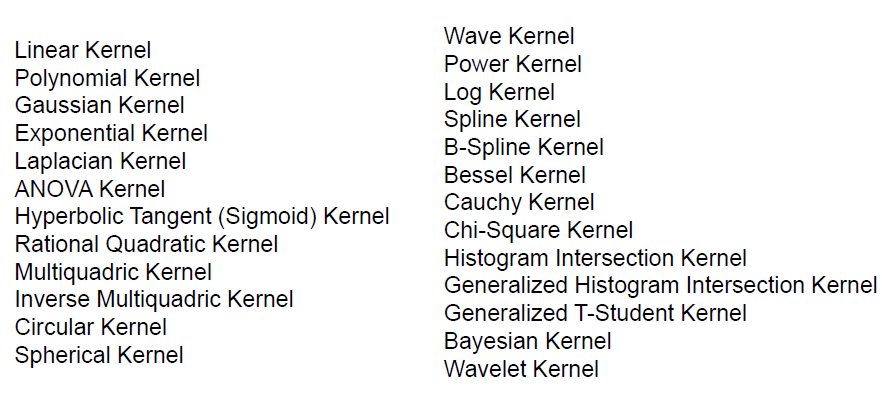 Linear Kernel
Polynomial Kernel
Gaussian Kernel
Exponential Kernel
Laplacian Kernel
ANOVA Kernel
Hyperbolic Tangent (Sigmoid) Kernel
Rational Quadratic Kernel
Multiquadric Kernel
Inverse Multiquadric Kernel
Circular Kernel
Spherical Kernel
Wave Kernel
Power Kernel
Log Kernel
Spline Kernel
B-Spline Kernel
Bessel Kernel
Cauchy Kernel
Chi-Square Kernel
Histogram Intersection Kernel
Generalized Histogram Intersection Kernel
Generalized T-Student Kernel
Bayesian Kernel
Wavelet Kernel